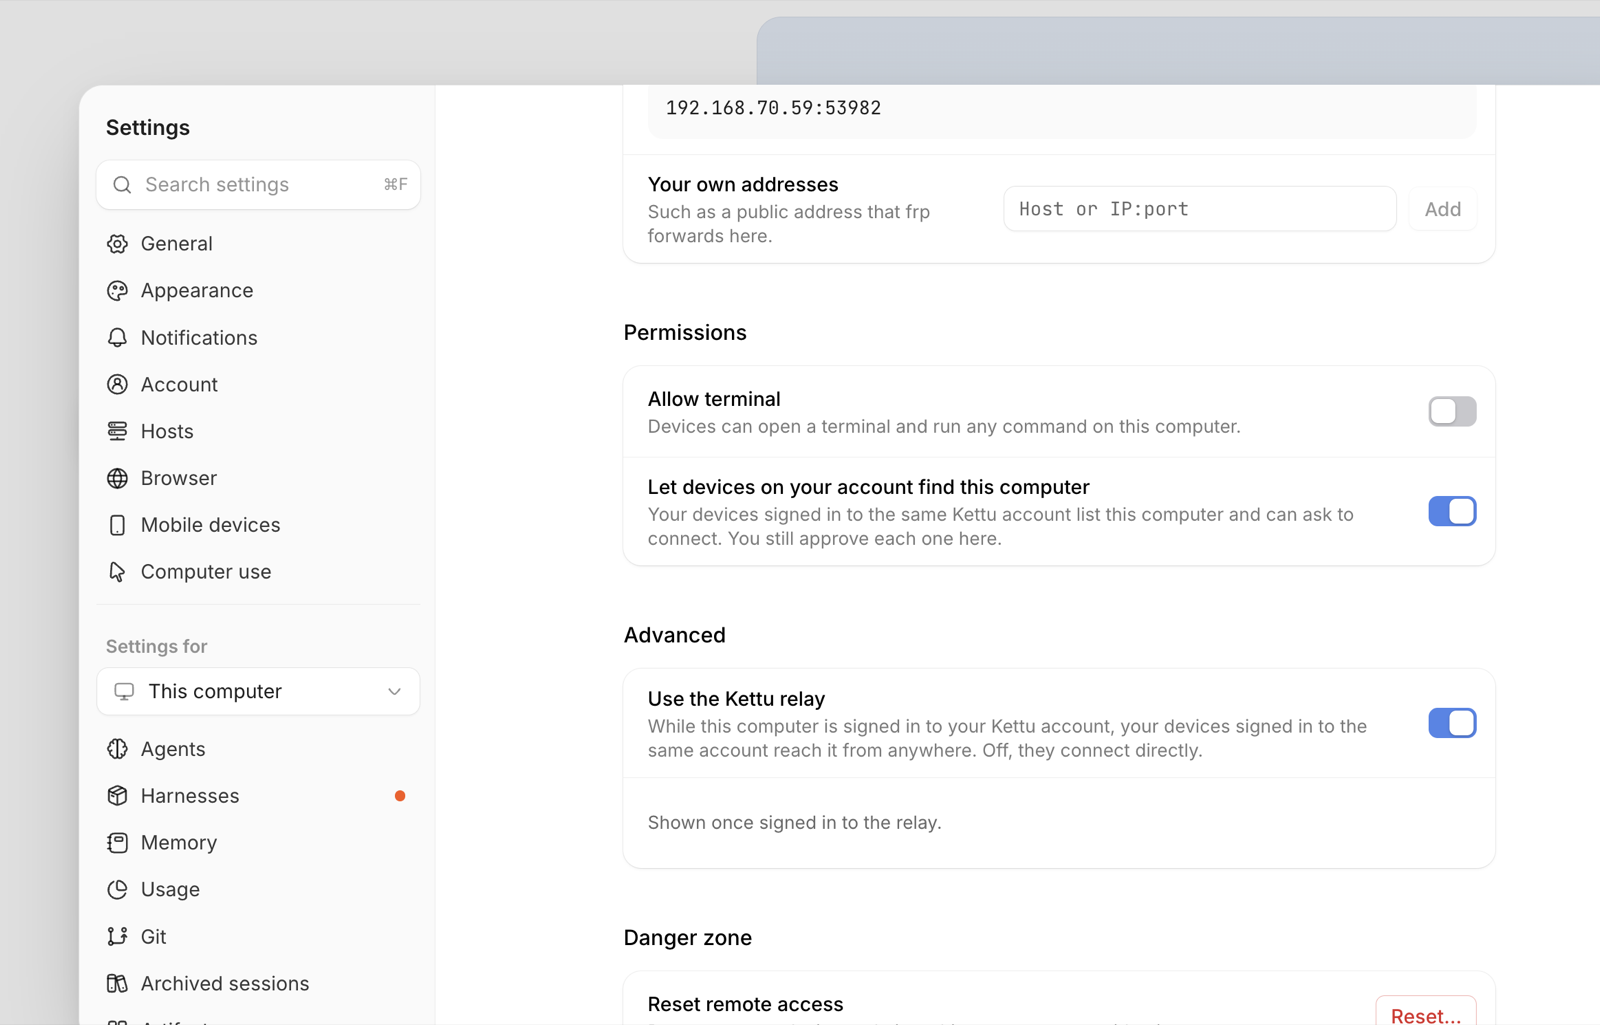 Settings
Search settings ⌘F
General
Appearance
Notifications
Account
Hosts
Browser
Mobile devices
Computer use
Settings for
This computer
Agents
Harnesses
Memory
Usage
Git
Archived sessions
192.168.70.59:53982
Your own addresses
Such as a public address that frp
forwards here.
Host or IP:port
Add
Permissions
Allow terminal
Devices can open a terminal and run any command on this computer.
Let devices on your account find this computer
Your devices signed in to the same Kettu account list this computer and can ask to
connect. You still approve each one here.
Advanced
Use the Kettu relay
While this computer is signed in to your Kettu account, your devices signed in to the
same account reach it from anywhere. Off, they connect directly.
Shown once signed in to the relay.
Danger zone
Reset remote access
Reset...